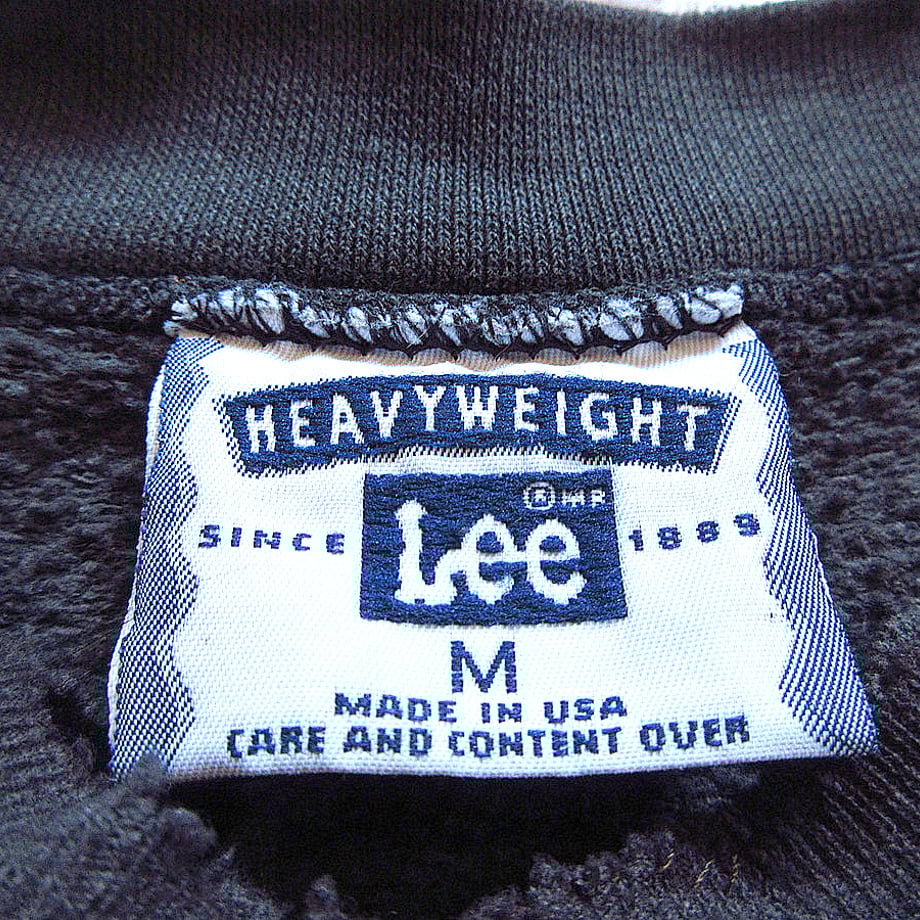 HEAVYWEIGHT
® MR
SINCE Lee 1889
M
MADE IN USA
CARE AND CONTENT OVER